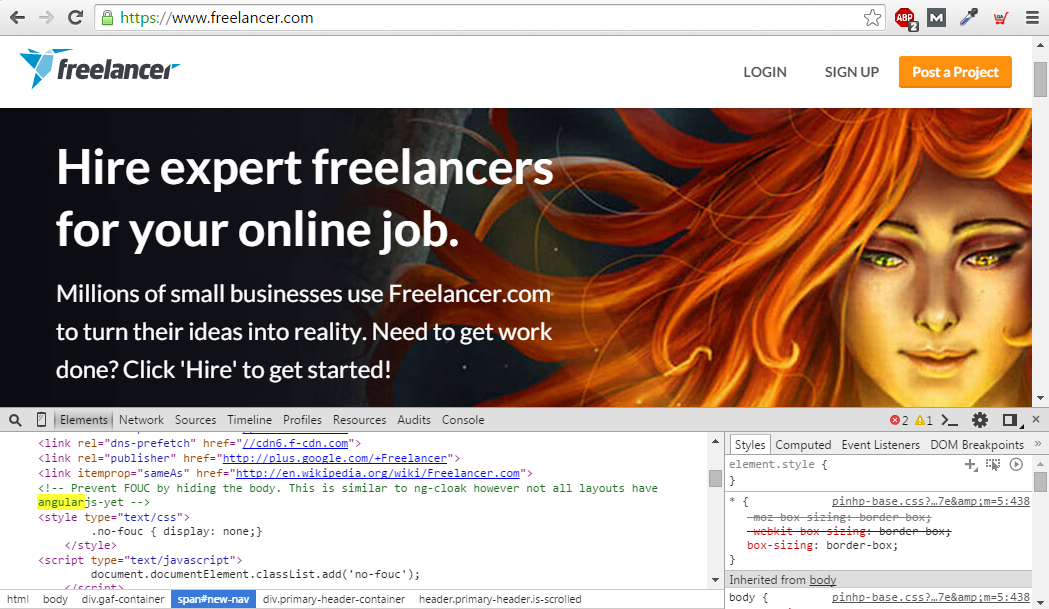 https://www.freelancer.com
ABP
2
M
freelancer
LOGIN
SIGN UP
Post a Project
Hire expert freelancers
for your online job.
Millions of small businesses use Freelancer.com
to turn their ideas into reality. Need to get work
done? Click 'Hire' to get started!
Elements Network Sources Timeline Profiles Resources Audits Console
2 1
<link rel="dns-prefetch" href="//cdn6.f-cdn.com">
<link rel="publisher" href="http://plus.google.com/+Freelancer">
<link itemprop="sameAs" href="http://en.wikipedia.org/wiki/Freelancer.com">
<!-- Prevent FOUC by hiding the body. This is similar to ng-cloak however not all layouts have
angularjs-yet -->
<style type="text/css">
.no-fouc { display: none;}
</style>
<script type="text/javascript">
document.documentElement.classList.add('no-fouc');
</script>
html body div.gaf-container span#new-nav div.primary-header-container header.primary-header.is-scrolled
Styles Computed Event Listeners DOM Breakpoints »
element.style {
}
* { pinhp-base.css?…7e&amp;m=5:438
-moz-box-sizing: border-box;
-webkit-box-sizing: border-box;
box-sizing: border-box;
}
Inherited from body
body { pinhp-base.css?…7e&amp;m=5:438